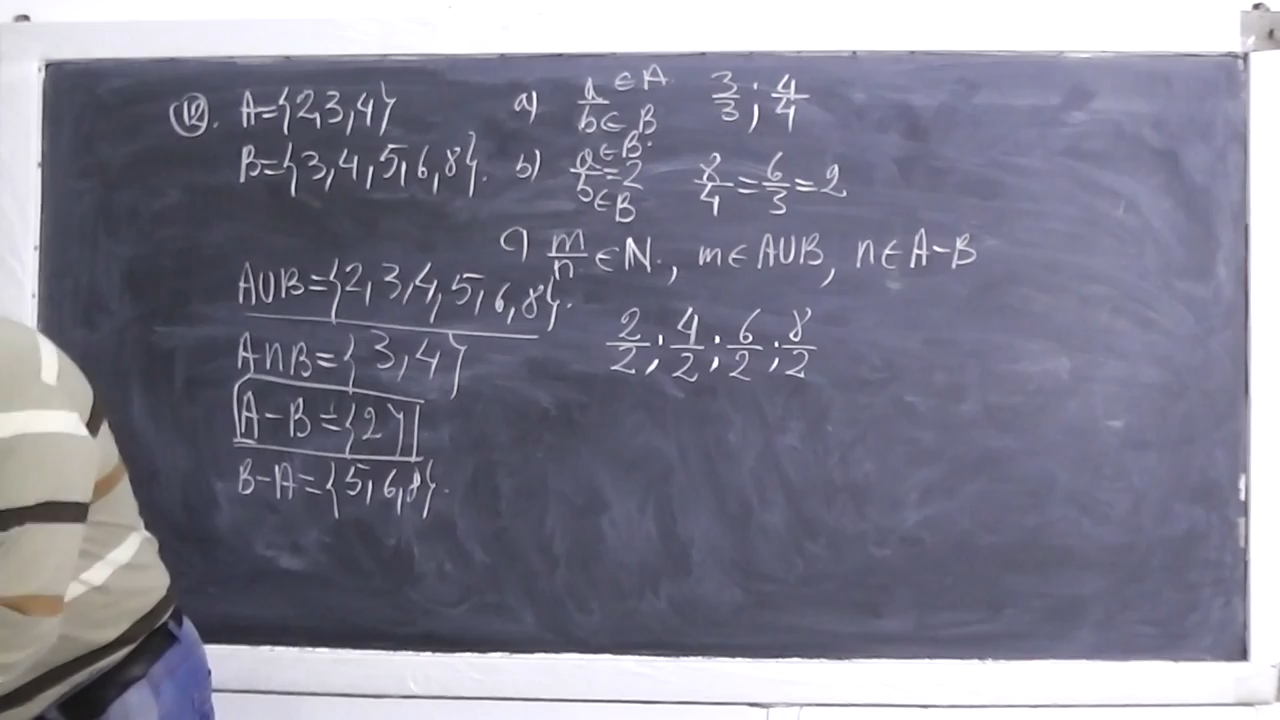 12. A={2,3,4}
B={3,4,5,6,8}.
a) a/b ∈A ∈B 3/3; 4/4
b) a/b=2 ∈B. ∈B 8/4=6/3=2
c) m/n ∈N., m∈A∪B, n∈A-B
A∪B={2,3,4,5,6,8}.
2/2; 4/2; 6/2; 8/2
A∩B={3,4}
A-B={2}
B-A={5,6,8}.